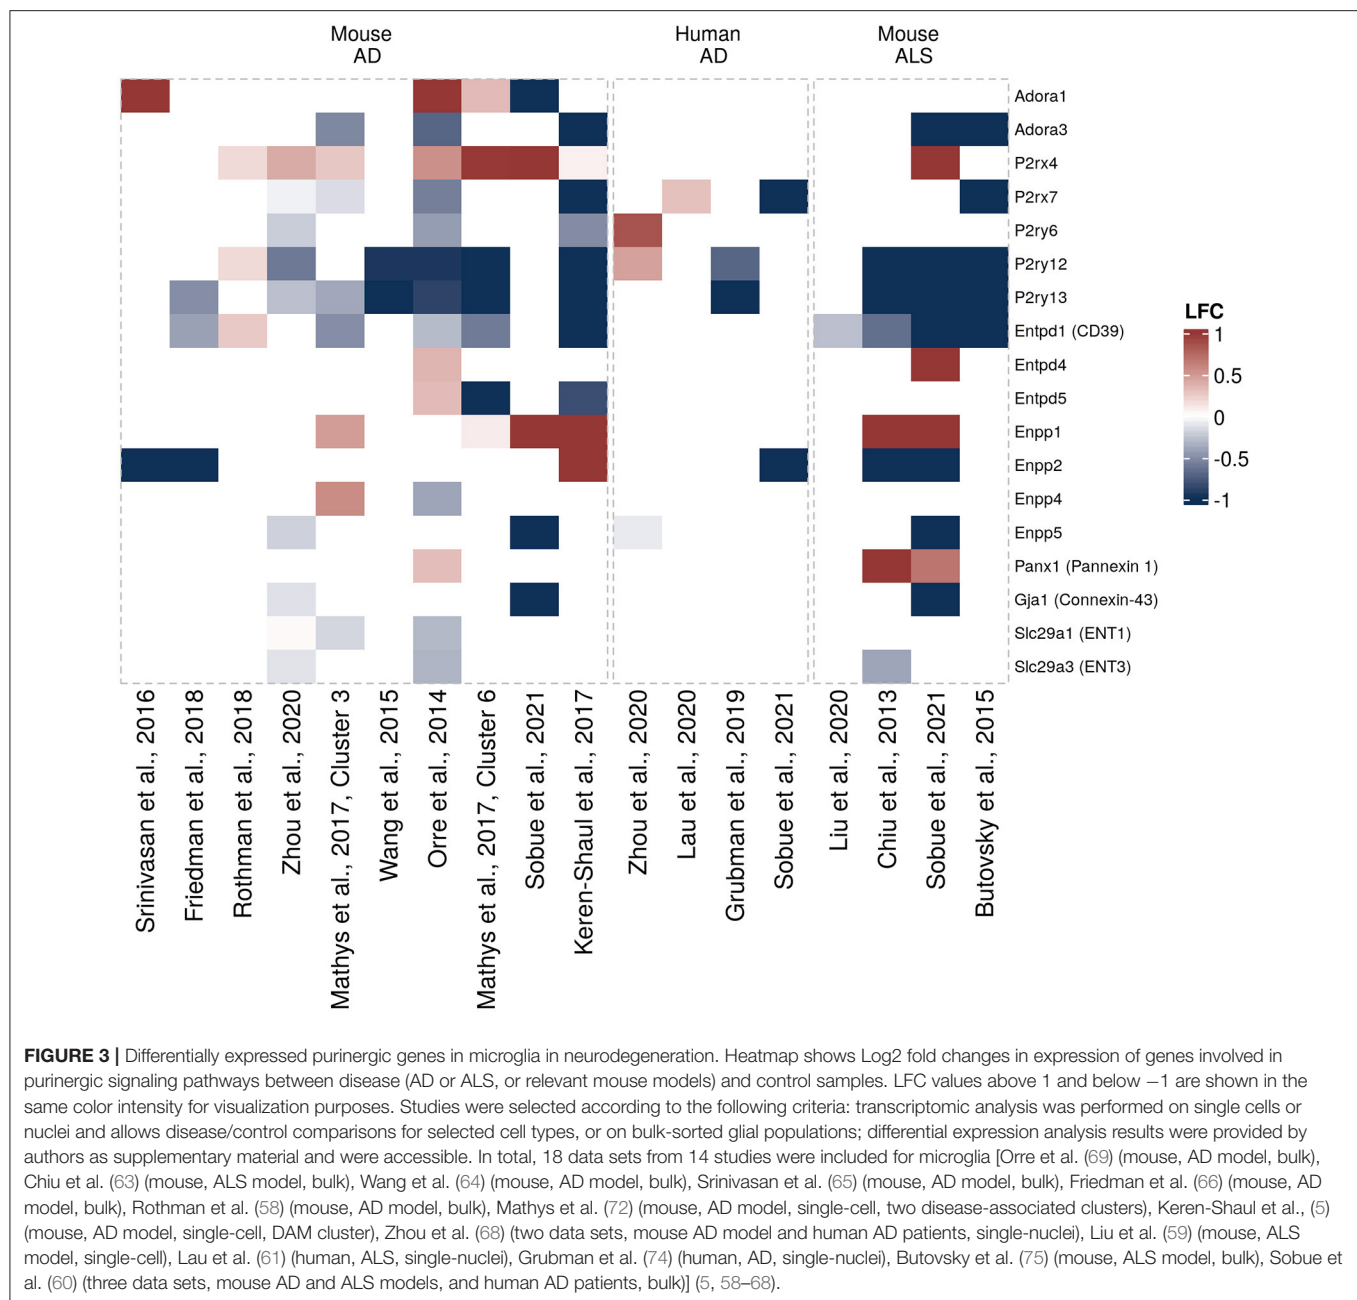 Mouse
AD
Human
AD
Mouse
ALS
Adora1
Adora3
P2rx4
P2rx7
P2ry6
P2ry12
P2ry13
Entpd1 (CD39)
Entpd4
Entpd5
Enpp1
Enpp2
Enpp4
Enpp5
Panx1 (Pannexin 1)
Gja1 (Connexin-43)
Slc29a1 (ENT1)
Slc29a3 (ENT3)
LFC
1
0.5
0
-0.5
-1
Srinivasan et al., 2016
Friedman et al., 2018
Rothman et al., 2018
Zhou et al., 2020
Mathys et al., 2017, Cluster 3
Wang et al., 2015
Orre et al., 2014
Mathys et al., 2017, Cluster 6
Sobue et al., 2021
Keren-Shaul et al., 2017
Zhou et al., 2020
Lau et al., 2020
Grubman et al., 2019
Sobue et al., 2021
Liu et al., 2020
Chiu et al., 2013
Sobue et al., 2021
Butovsky et al., 2015
FIGURE 3 | Differentially expressed purinergic genes in microglia in neurodegeneration. Heatmap shows Log2 fold changes in expression of genes involved in
purinergic signaling pathways between disease (AD or ALS, or relevant mouse models) and control samples. LFC values above 1 and below −1 are shown in the
same color intensity for visualization purposes. Studies were selected according to the following criteria: transcriptomic analysis was performed on single cells or
nuclei and allows disease/control comparisons for selected cell types, or on bulk-sorted glial populations; differential expression analysis results were provided by
authors as supplementary material and were accessible. In total, 18 data sets from 14 studies were included for microglia [Orre et al. (69) (mouse, AD model, bulk),
Chiu et al. (63) (mouse, ALS model, bulk), Wang et al. (64) (mouse, AD model, bulk), Srinivasan et al. (65) (mouse, AD model, bulk), Friedman et al. (66) (mouse, AD
model, bulk), Rothman et al. (58) (mouse, AD model, bulk), Mathys et al. (72) (mouse, AD model, single-cell, two disease-associated clusters), Keren-Shaul et al., (5)
(mouse, AD model, single-cell, DAM cluster), Zhou et al. (68) (two data sets, mouse AD model and human AD patients, single-nuclei), Liu et al. (59) (mouse, ALS
model, single-cell), Lau et al. (61) (human, ALS, single-nuclei), Grubman et al. (74) (human, AD, single-nuclei), Butovsky et al. (75) (mouse, ALS model, bulk), Sobue et
al. (60) (three data sets, mouse AD and ALS models, and human AD patients, bulk)] (5, 58–68).